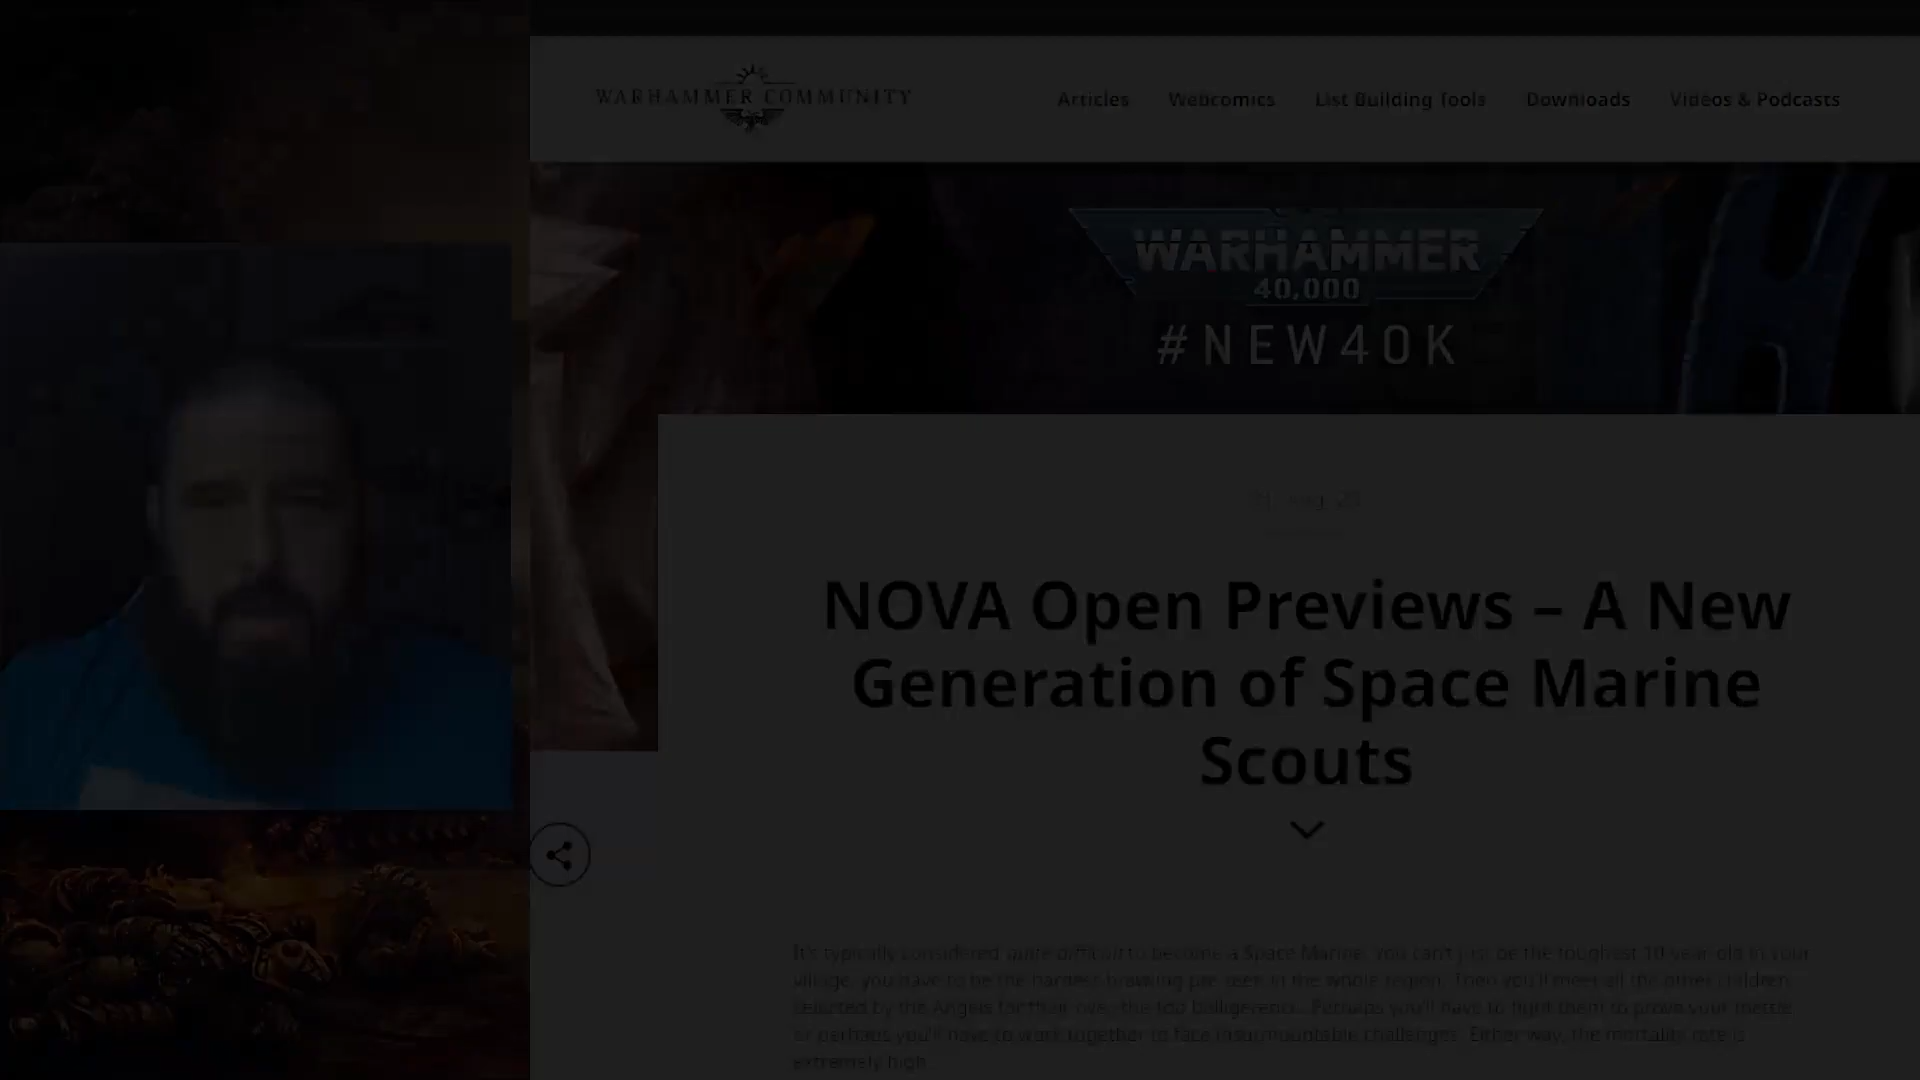 WARHAMMER COMMUNITY
Articles Webcomics List Building Tools Downloads Videos & Podcasts
WARHAMMER
40,000
#NEW40K
Aug
NOVA Open Previews – A New
Generation of Space Marine
Scouts
It's typically considered quite difficult to become a Space Marine, you can't just be the toughest 10 year old in your
village, you have to be the hardest brawling in the whole region. Then you'll meet all the other children
selected by the Angels for their over the top belligerence. Perhaps you'll have to fight them to prove your mettle
or perhaps you'll have to work together to face insurmountable challenges. Either way, the mortality rate is
extremely high.